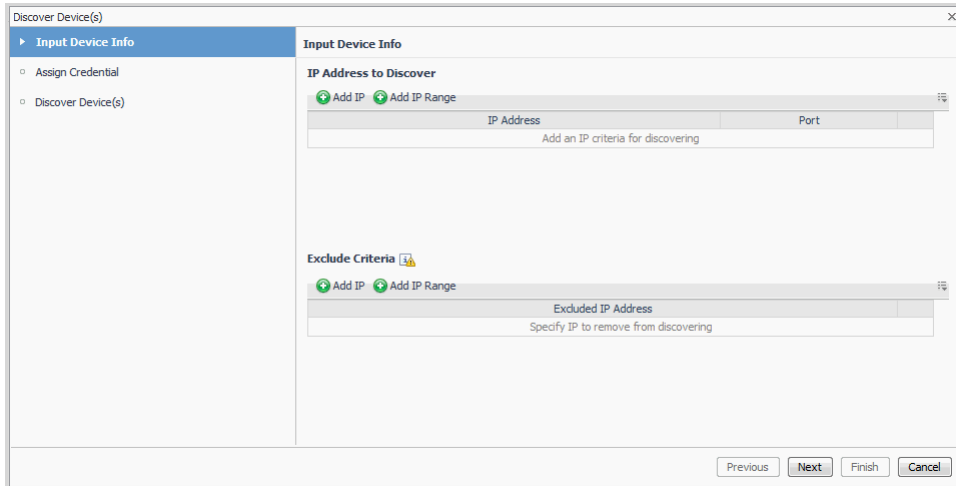 Discover Device(s)
Input Device Info
Assign Credential
Discover Device(s)
Input Device Info
IP Address to Discover
Add IP Add IP Range
IP Address Port
Add an IP criteria for discovering
Exclude Criteria
Add IP Add IP Range
Excluded IP Address
Specify IP to remove from discovering
Previous Next Finish Cancel